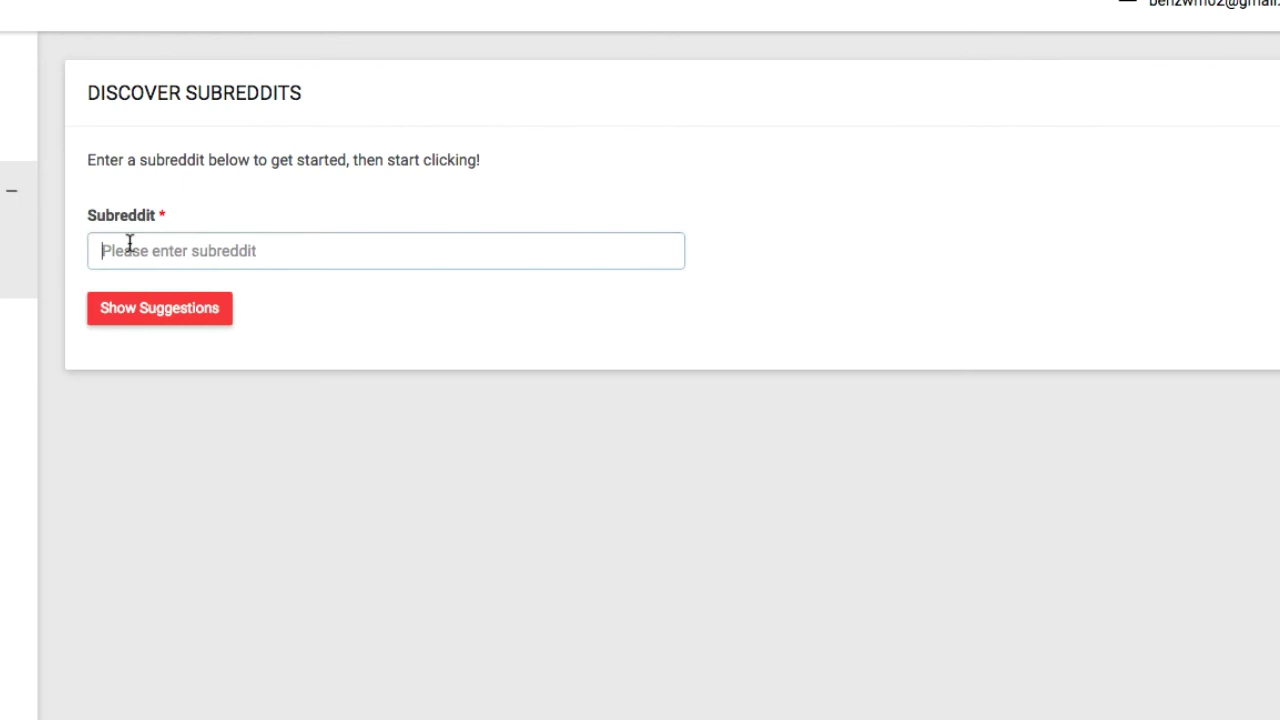 DISCOVER SUBREDDITS
Enter a subreddit below to get started, then start clicking!
Subreddit *
Please enter subreddit
Show Suggestions